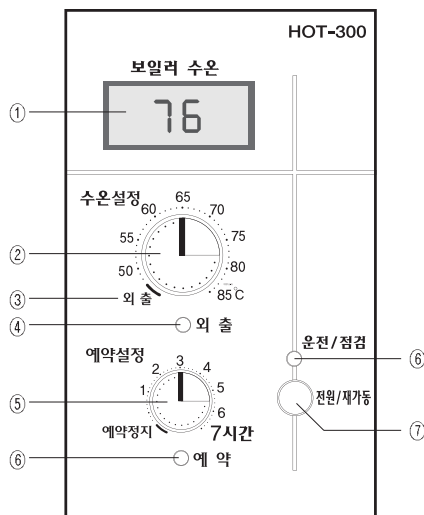 HOT-300
보일러 수온
① 76
수온설정
50 55 60 65 70 75 80 85℃
②
③ 외출
④ 외 출
예약설정
1 2 3 4 5 6 7시간
⑤
예약정지
⑥ 예 약
운전/점검 ⑥
전원/재가동 ⑦